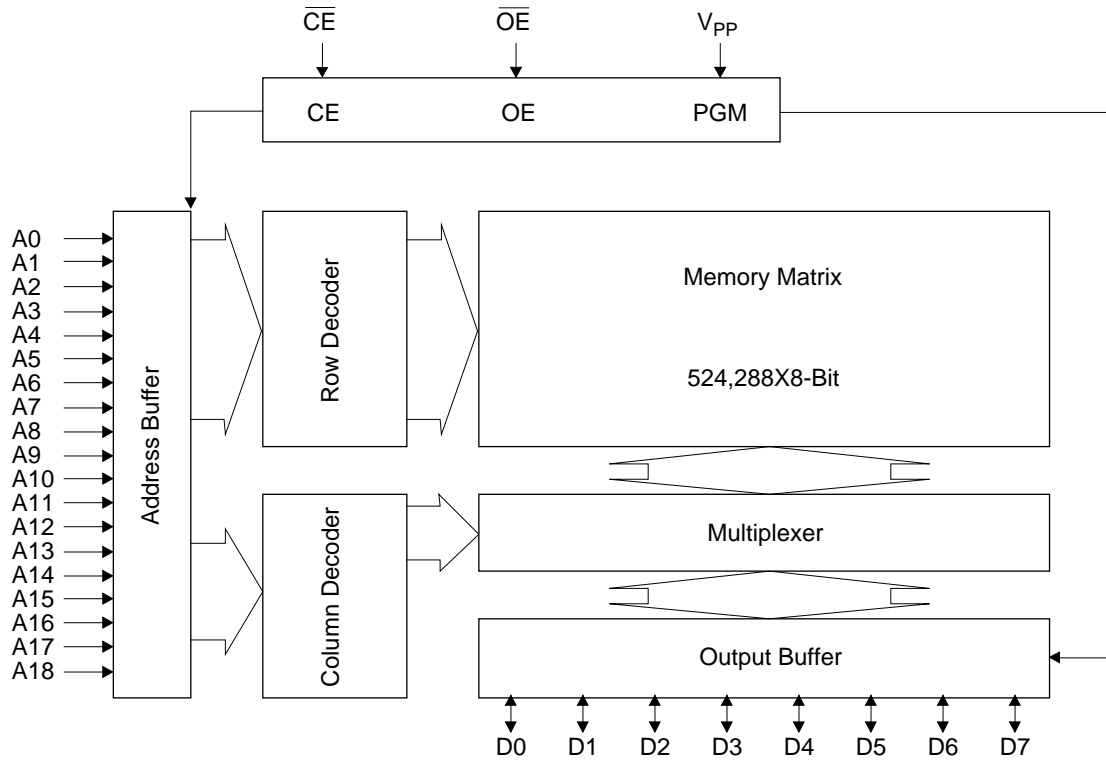 C̅E̅ O̅E̅ VPP
CE OE PGM
A0
A1
A2
A3
A4
A5
A6
A7
A8
A9
A10
A11
A12
A13
A14
A15
A16
A17
A18
Address Buffer
Row Decoder
Memory Matrix
524,288X8-Bit
Column Decoder
Multiplexer
Output Buffer
D0 D1 D2 D3 D4 D5 D6 D7